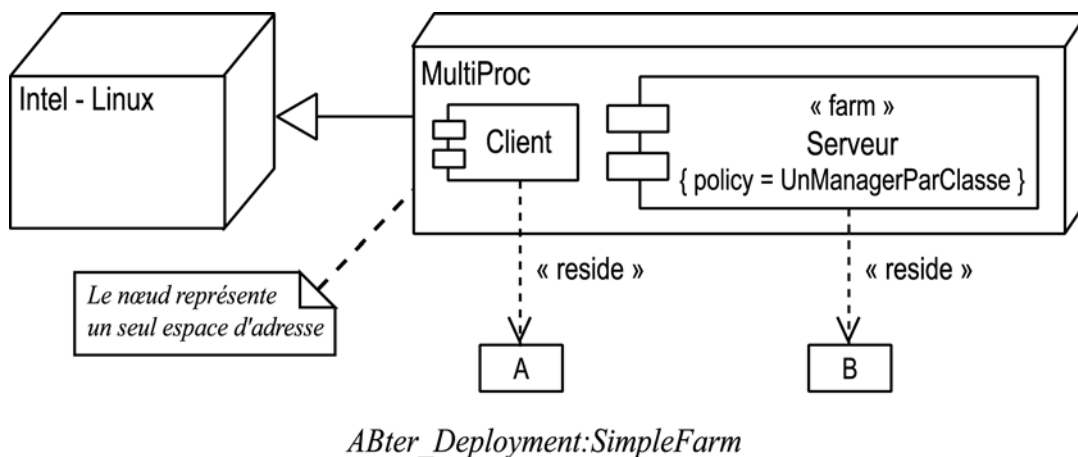 Intel - Linux
MultiProc
Client
« farm »
Serveur
{ policy = UnManagerParClasse }
« reside »
« reside »
Le nœud représente
un seul espace d'adresse
A
B
ABter_Deployment:SimpleFarm